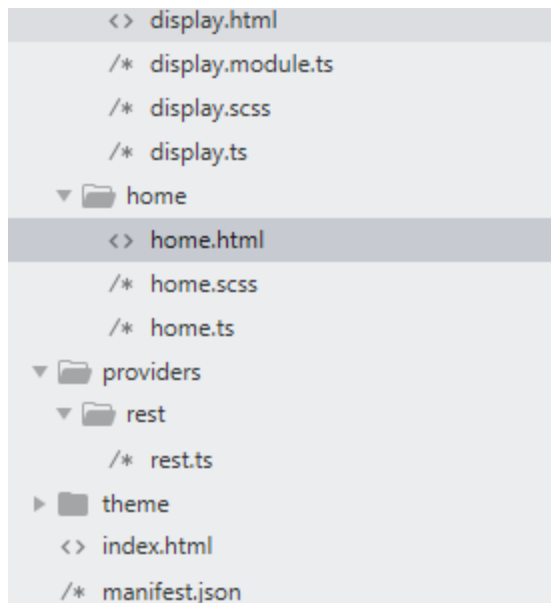 <> display.html
/* display.module.ts
/* display.scss
/* display.ts
home
<> home.html
/* home.scss
/* home.ts
providers
rest
/* rest.ts
theme
<> index.html
/* manifest.json